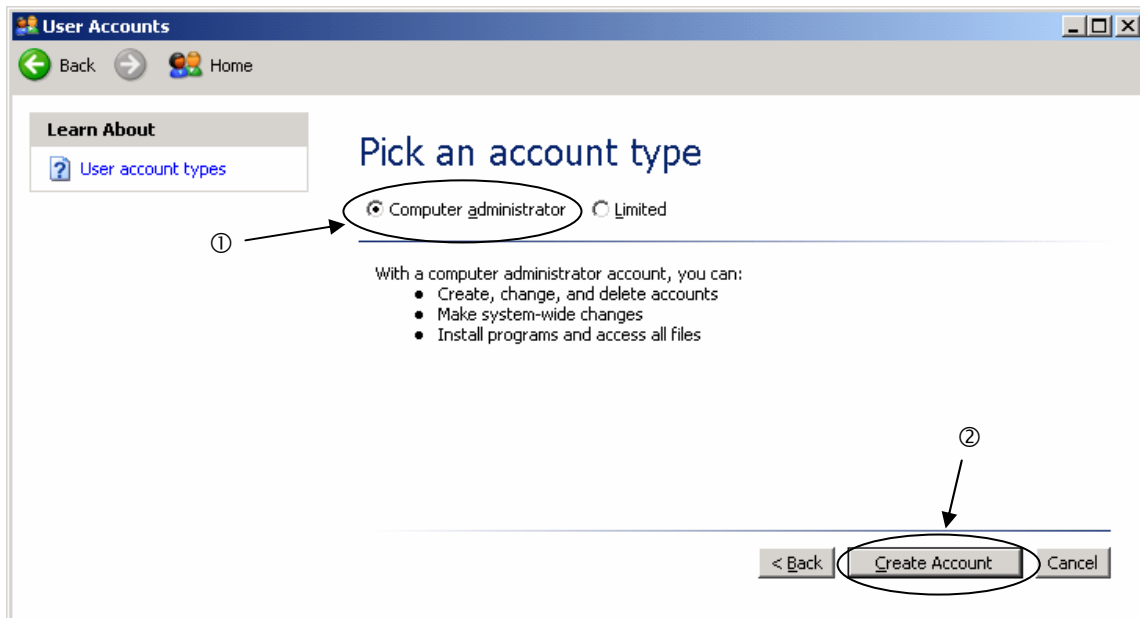 User Accounts
Back Home
Learn About
User account types
Pick an account type
Computer administrator Limited
①
With a computer administrator account, you can:
• Create, change, and delete accounts
• Make system-wide changes
• Install programs and access all files
②
< Back Create Account Cancel